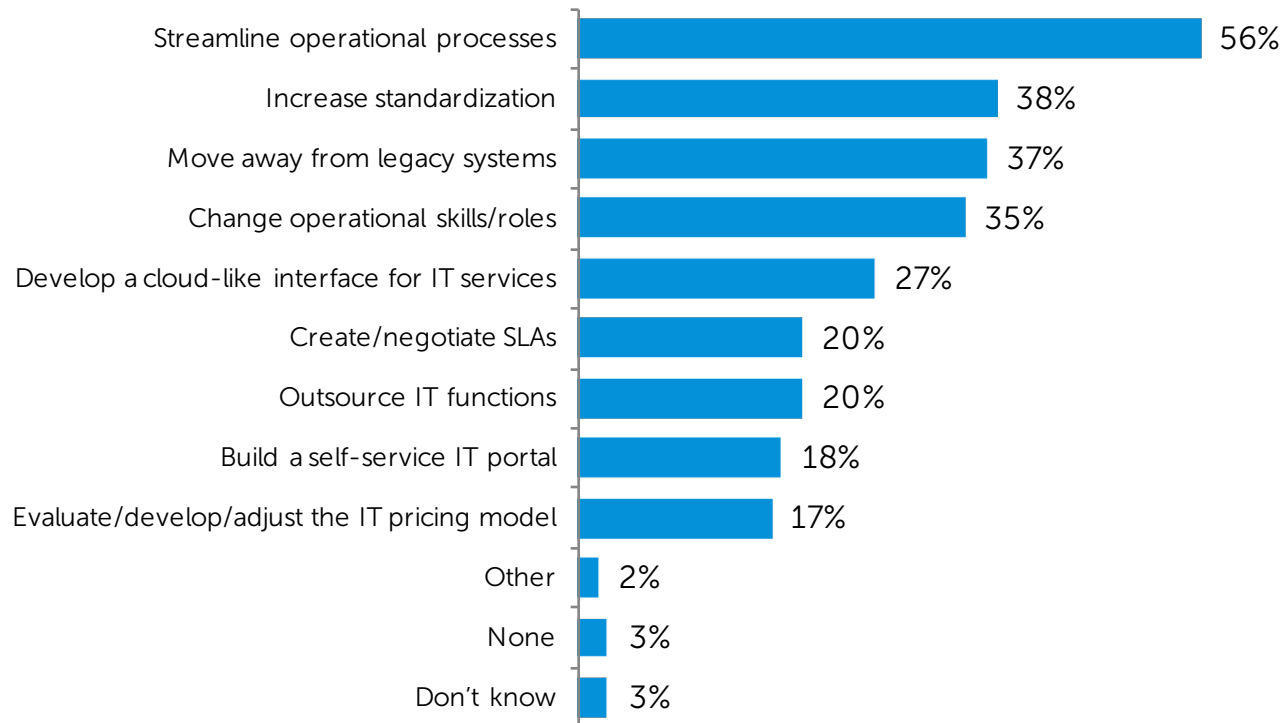 Streamline operational processes 56%
Increase standardization 38%
Move away from legacy systems 37%
Change operational skills/roles 35%
Develop a cloud-like interface for IT services 27%
Create/negotiate SLAs 20%
Outsource IT functions 20%
Build a self-service IT portal 18%
Evaluate/develop/adjust the IT pricing model 17%
Other 2%
None 3%
Don’t know 3%